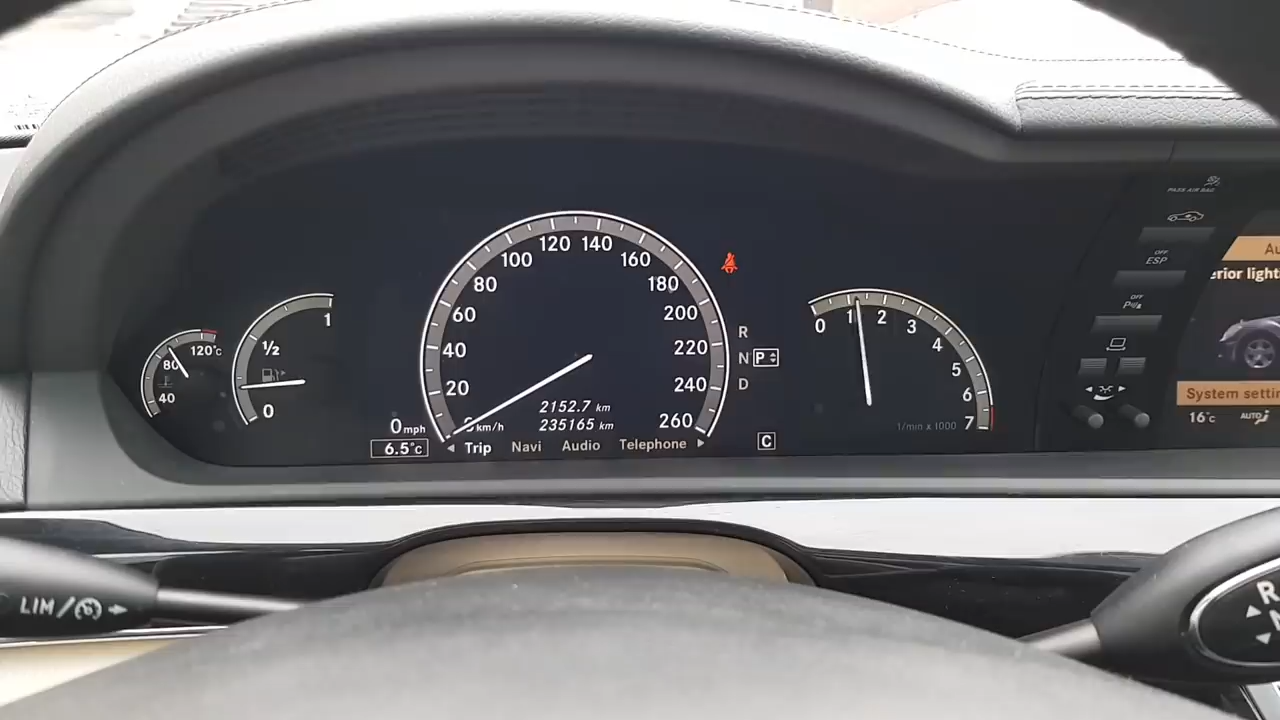 PASS AIR BAG
OFF
ESP
OFF
P
Au
erior light
System settin
16°C AUTO
120°C
80
40
1
1/2
0
0 mph
6.5°C
0 20 40 60 80 100 120 140 160 180 200 220 240 260
km/h
2152.7 km
235165 km
Trip Navi Audio Telephone
R
N P
D
C
0 1 2 3 4 5 6 7
1/min x 1000
LIM/
R
N